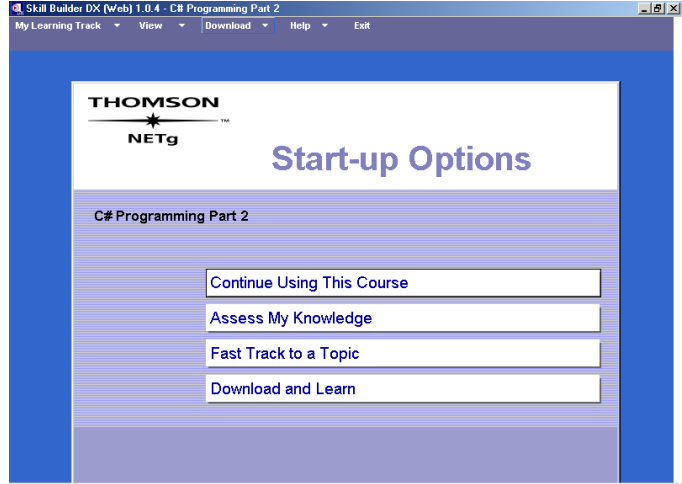 Skill Builder DX (Web) 1.0.4 - C# Programming Part 2
My Learning Track View Download Help Exit
THOMSON
TM
NETg
Start-up Options
C# Programming Part 2
Continue Using This Course
Assess My Knowledge
Fast Track to a Topic
Download and Learn